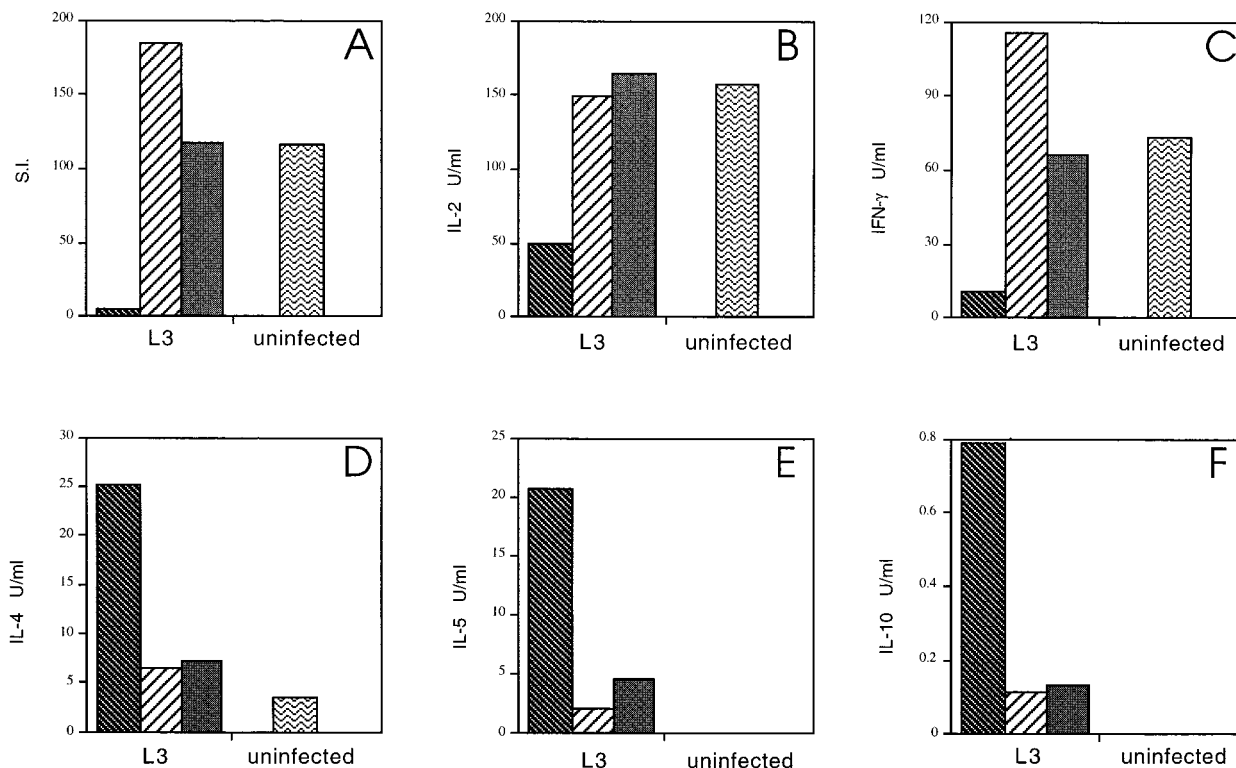 A
200
150
100
50
0
S.I.
L3 uninfected
B
200
150
100
50
0
IL-2 U/ml
L3 uninfected
C
120
90
60
30
0
IFN-γ U/ml
L3 uninfected
D
30
25
20
15
10
5
0
IL-4 U/ml
L3 uninfected
E
25
20
15
10
5
0
IL-5 U/ml
L3 uninfected
F
0.8
0.6
0.4
0.2
0
IL-10 U/ml
L3 uninfected